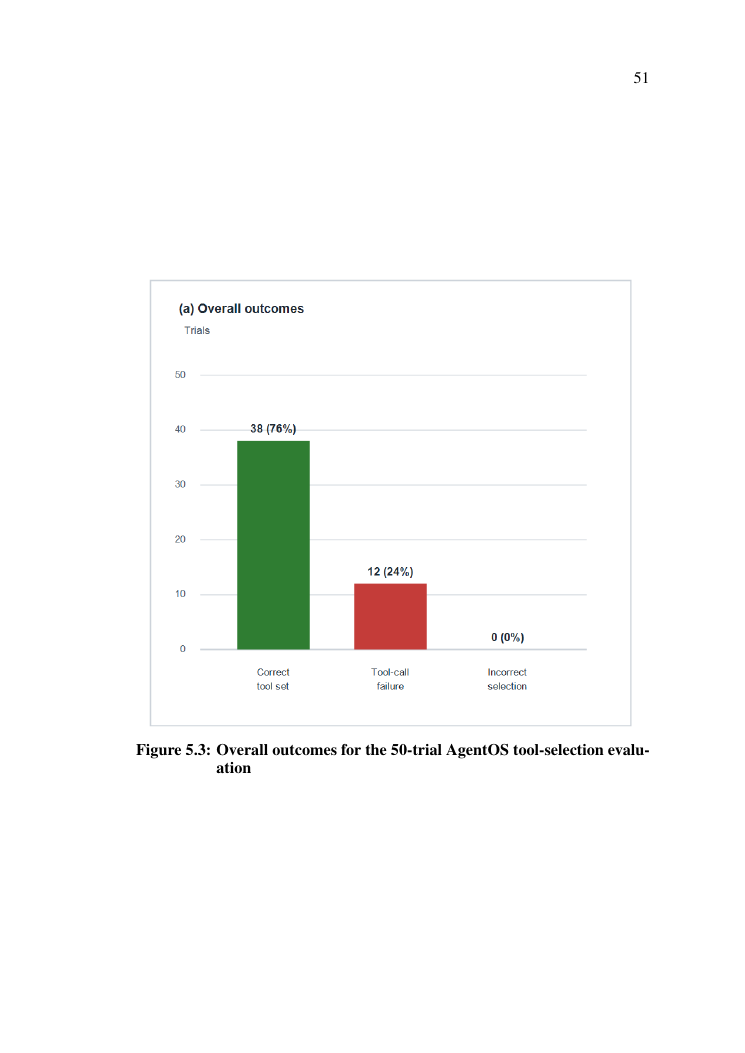 51
(a) Overall outcomes
Trials
50
40
30
20
10
0
38 (76%)
12 (24%)
0 (0%)
Correct
tool set
Tool-call
failure
Incorrect
selection
Figure 5.3: Overall outcomes for the 50-trial AgentOS tool-selection evalu-
ation